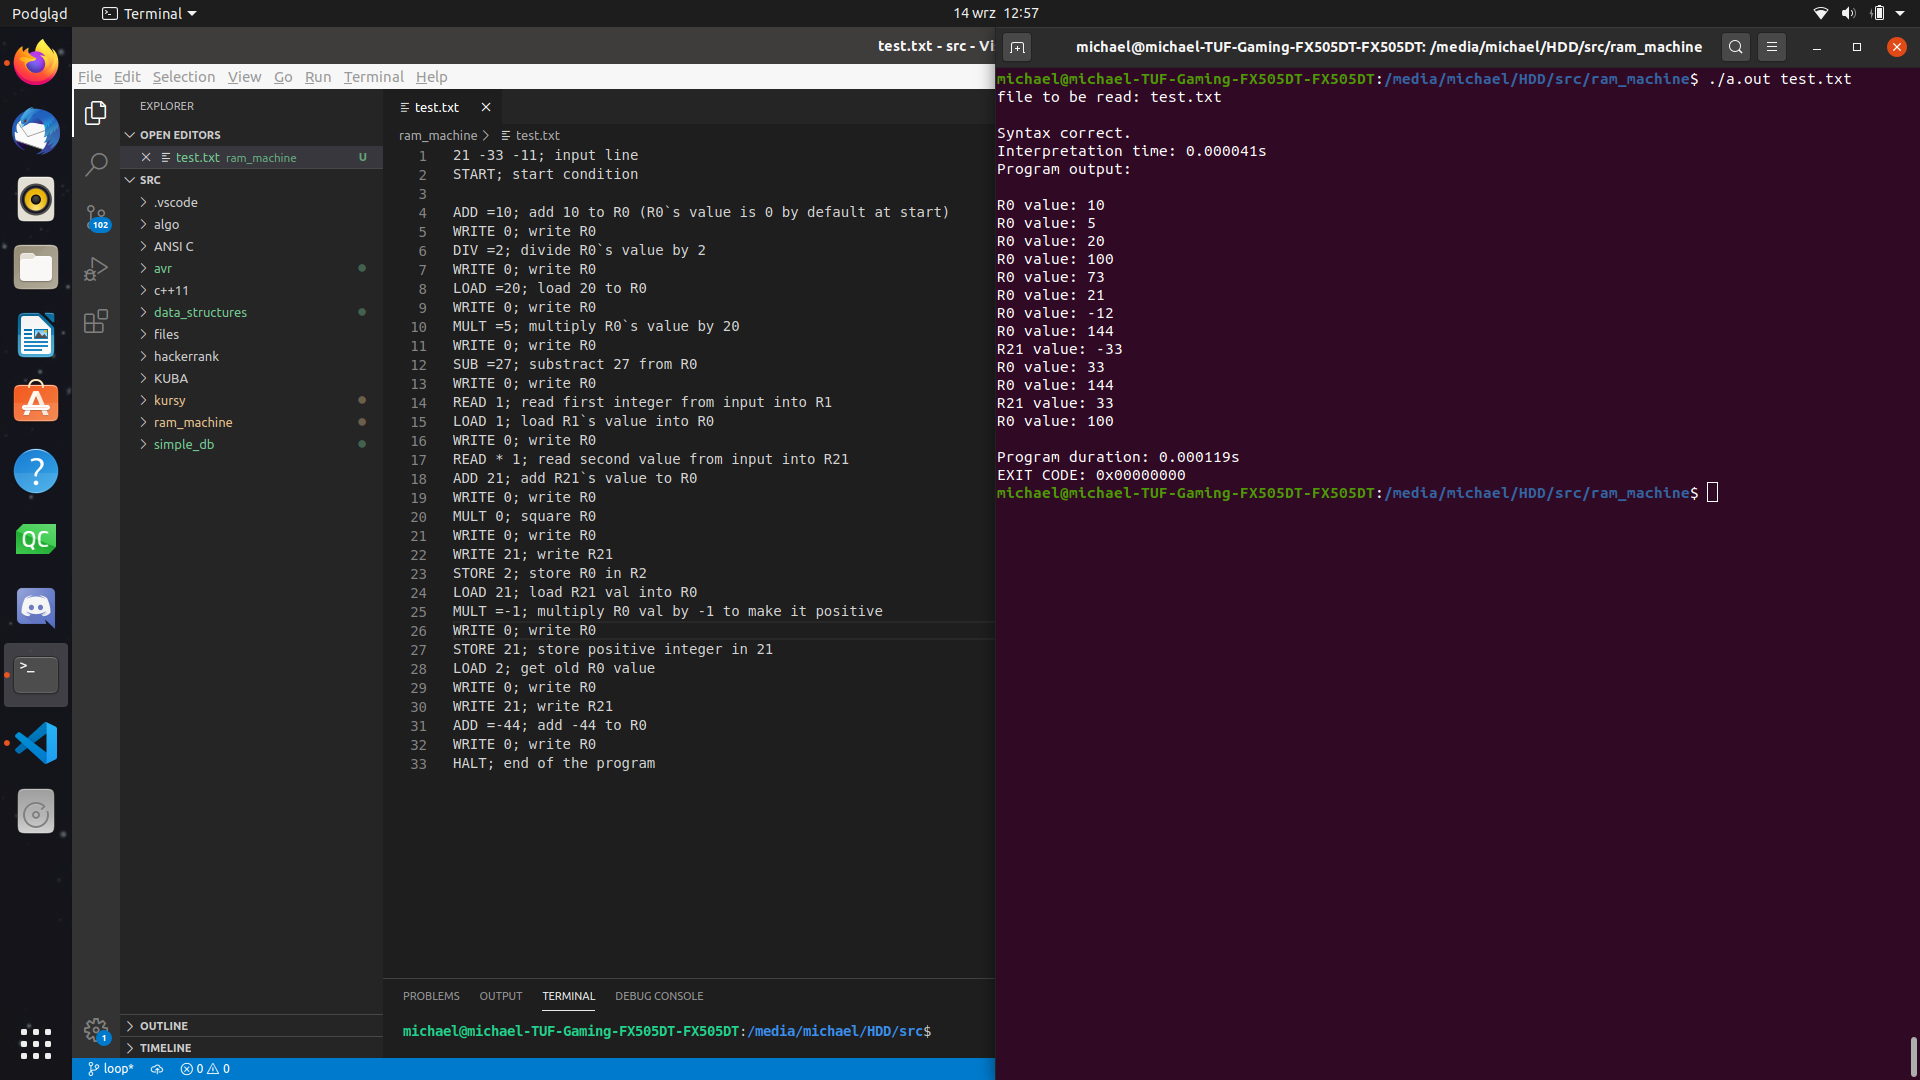 Podgląd
Terminal
14 wrz 12:57
test.txt - src - Vi
File Edit Selection View Go Run Terminal Help
EXPLORER
OPEN EDITORS
test.txt ram_machine U
SRC
.vscode
algo
102
ANSI C
avr
c++11
data_structures
files
hackerrank
KUBA
kursy
ram_machine
simple_db
OUTLINE
1
TIMELINE
test.txt
ram_machine > test.txt
1 21 -33 -11; input line
2 START; start condition
3
4 ADD =10; add 10 to R0 (R0`s value is 0 by default at start)
5 WRITE 0; write R0
6 DIV =2; divide R0`s value by 2
7 WRITE 0; write R0
8 LOAD =20; load 20 to R0
9 WRITE 0; write R0
10 MULT =5; multiply R0`s value by 20
11 WRITE 0; write R0
12 SUB =27; substract 27 from R0
13 WRITE 0; write R0
14 READ 1; read first integer from input into R1
15 LOAD 1; load R1`s value into R0
16 WRITE 0; write R0
17 READ * 1; read second value from input into R21
18 ADD 21; add R21`s value to R0
19 WRITE 0; write R0
20 MULT 0; square R0
21 WRITE 0; write R0
22 WRITE 21; write R21
23 STORE 2; store R0 in R2
24 LOAD 21; load R21 val into R0
25 MULT =-1; multiply R0 val by -1 to make it positive
26 WRITE 0; write R0
27 STORE 21; store positive integer in 21
28 LOAD 2; get old R0 value
29 WRITE 0; write R0
30 WRITE 21; write R21
31 ADD =-44; add -44 to R0
32 WRITE 0; write R0
33 HALT; end of the program
PROBLEMS OUTPUT TERMINAL DEBUG CONSOLE
michael@michael-TUF-Gaming-FX505DT-FX505DT:/media/michael/HDD/src$
loop* 0 0
QC
michael@michael-TUF-Gaming-FX505DT-FX505DT: /media/michael/HDD/src/ram_machine
michael@michael-TUF-Gaming-FX505DT-FX505DT:/media/michael/HDD/src/ram_machine$ ./a.out test.txt
file to be read: test.txt
Syntax correct.
Interpretation time: 0.000041s
Program output:
R0 value: 10
R0 value: 5
R0 value: 20
R0 value: 100
R0 value: 73
R0 value: 21
R0 value: -12
R0 value: 144
R21 value: -33
R0 value: 33
R0 value: 144
R21 value: 33
R0 value: 100
Program duration: 0.000119s
EXIT CODE: 0x00000000
michael@michael-TUF-Gaming-FX505DT-FX505DT:/media/michael/HDD/src/ram_machine$